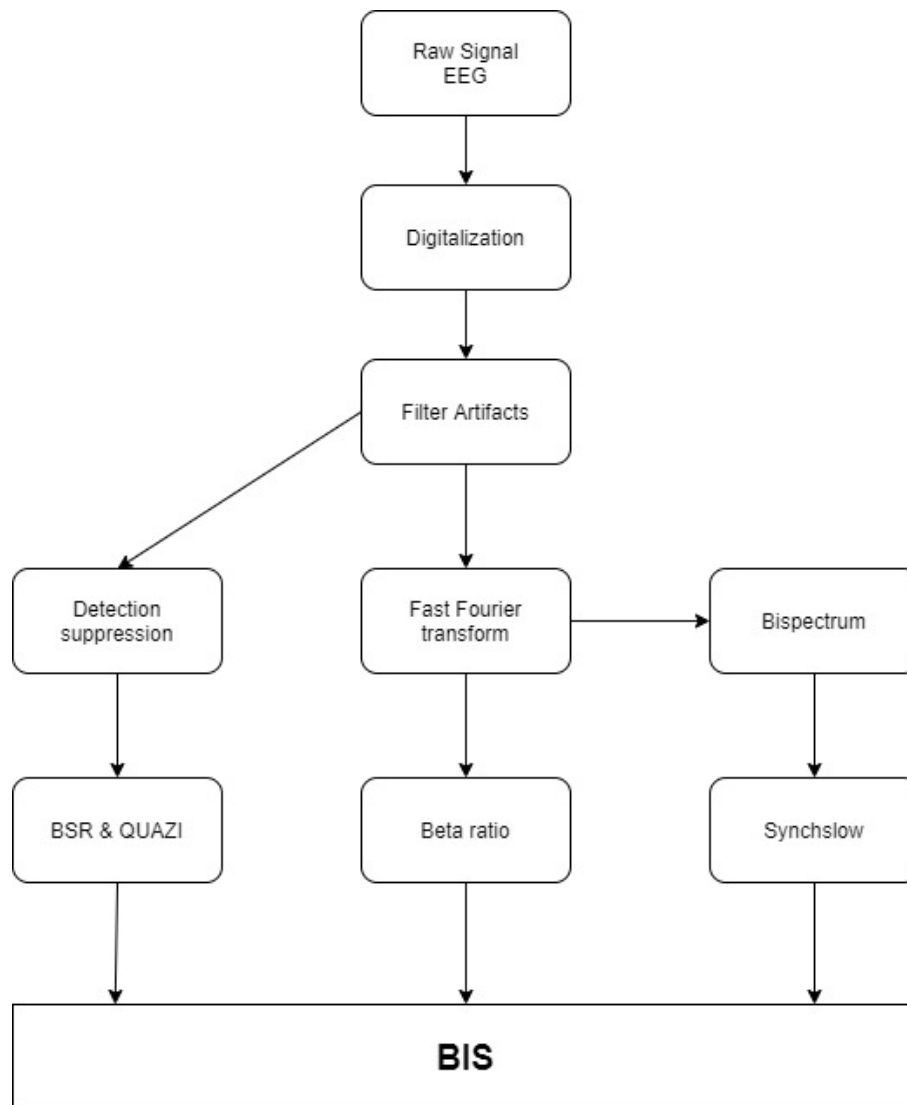 Raw Signal
EEG
Digitalization
Filter Artifacts
Detection
suppression
Fast Fourier
transform
Bispectrum
BSR & QUAZI
Beta ratio
Synchslow
BIS